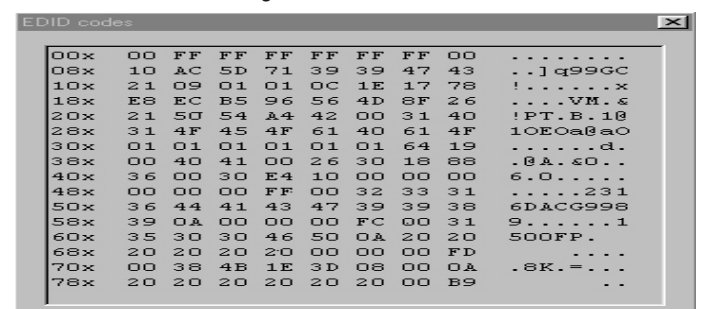 EDID codes
00x 00 FF FF FF FF FF FF 00 ........
08x 10 AC 5D 71 39 39 47 43 ..]q99GC
10x 21 09 01 01 0C 1E 17 78 !......x
18x E8 EC B5 96 56 4D 8F 26 ....VM.&
20x 21 50 54 A4 42 00 31 40 !PT.B.1@
28x 31 4F 45 4F 61 40 61 4F 1OEOa@aO
30x 01 01 01 01 01 01 64 19 ......d.
38x 00 40 41 00 26 30 18 88 .@A.&0..
40x 36 00 30 E4 10 00 00 00 6.0.....
48x 00 00 00 FF 00 32 33 31 .....231
50x 36 44 41 43 47 39 39 38 6DACG998
58x 39 0A 00 00 00 FC 00 31 9......1
60x 35 30 30 46 50 0A 20 20 500FP.
68x 20 20 20 20 00 00 00 FD ....
70x 00 38 4B 1E 3D 08 00 0A .8K.=...
78x 20 20 20 20 20 20 00 B9 ..